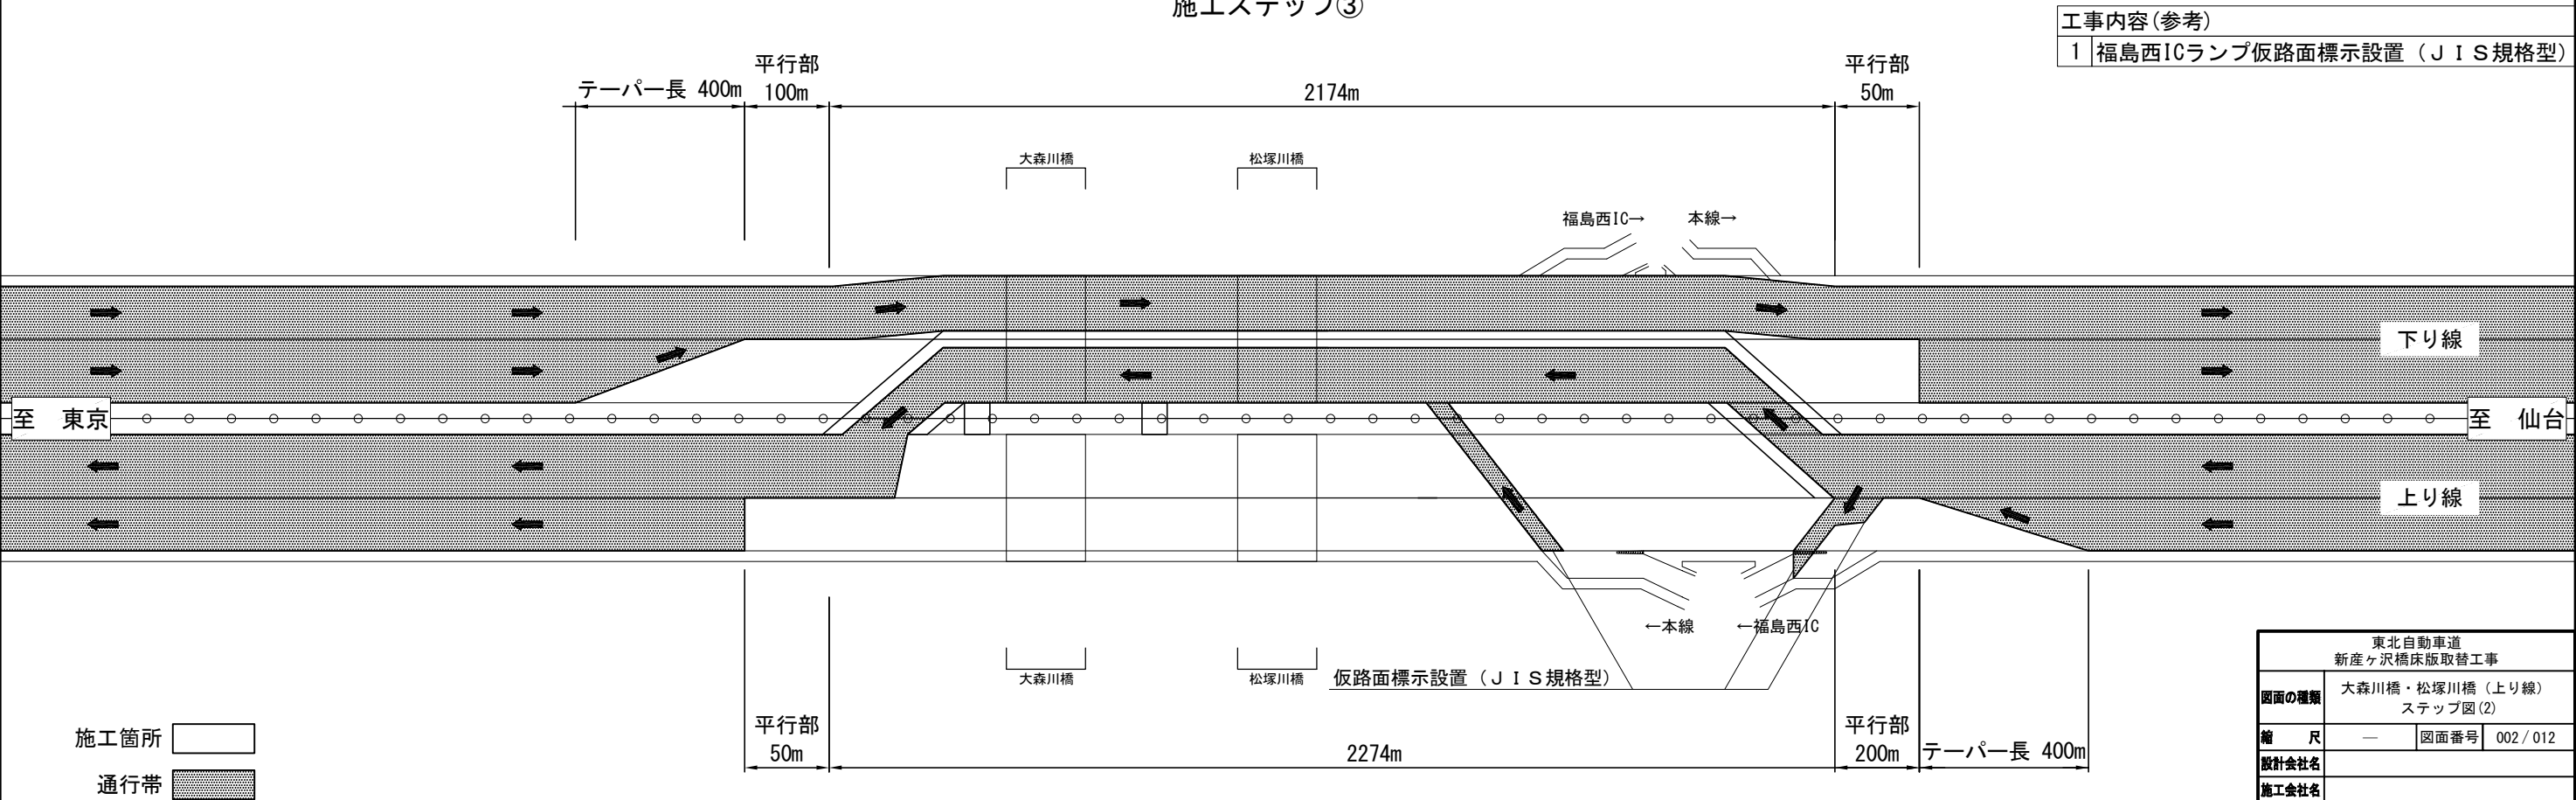 施工ステップ③
工事内容(参考)
1 福島西ICランプ仮路面標示設置（ＪＩＳ規格型）
テーパー長 400m
平行部
100m
2174m
平行部
50m
大森川橋
松塚川橋
福島西IC→
本線→
下り線
至 東京
至 仙台
上り線
←本線
←福島西IC
大森川橋
松塚川橋
仮路面標示設置（ＪＩＳ規格型）
平行部
50m
2274m
平行部
200m
テーパー長 400m
施工箇所
通行帯
東北自動車道
新産ヶ沢橋床版取替工事
図面の種類
大森川橋・松塚川橋（上り線）
ステップ図(2)
縮 尺
―
図面番号
002／012
設計会社名
施工会社名